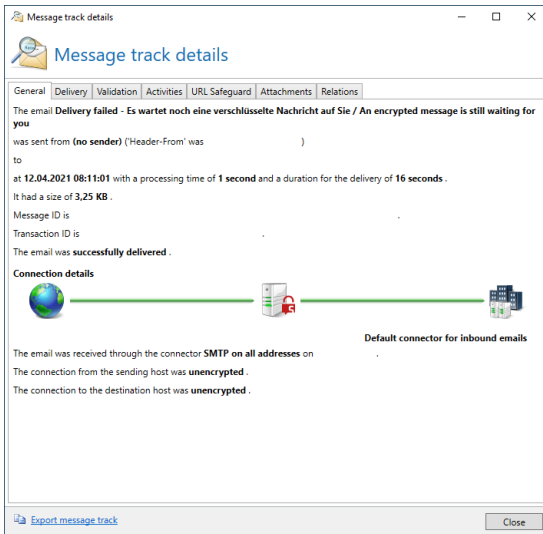 Message track details
Message track details
General Delivery Validation Activities URL Safeguard Attachments Relations
The email Delivery failed - Es wartet noch eine verschlüsselte Nachricht auf Sie / An encrypted message is still waiting for
you
was sent from (no sender) ('Header-From' was )
to
at 12.04.2021 08:11:01 with a processing time of 1 second and a duration for the delivery of 16 seconds .
It had a size of 3,25 KB .
Message ID is .
Transaction ID is .
The email was successfully delivered .
Connection details
Default connector for inbound emails
The email was received through the connector SMTP on all addresses on .
The connection from the sending host was unencrypted .
The connection to the destination host was unencrypted .
Export message track
Close